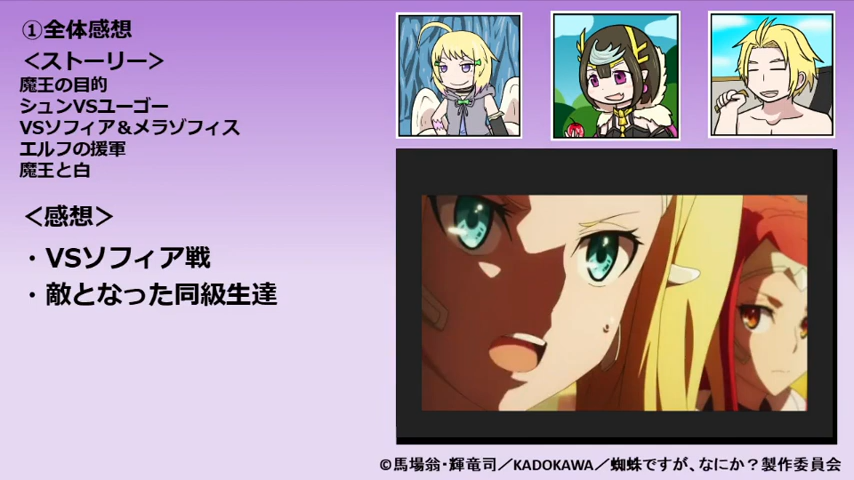 ①全体感想
＜ストーリー＞
魔王の目的
シュンVSユーゴー
VSソフィア＆メラゾフィス
エルフの援軍
魔王と白
＜感想＞
・VSソフィア戦
・敵となった同級生達
©馬場翁・輝竜司／KADOKAWA／蜘蛛ですが、なにか？製作委員会